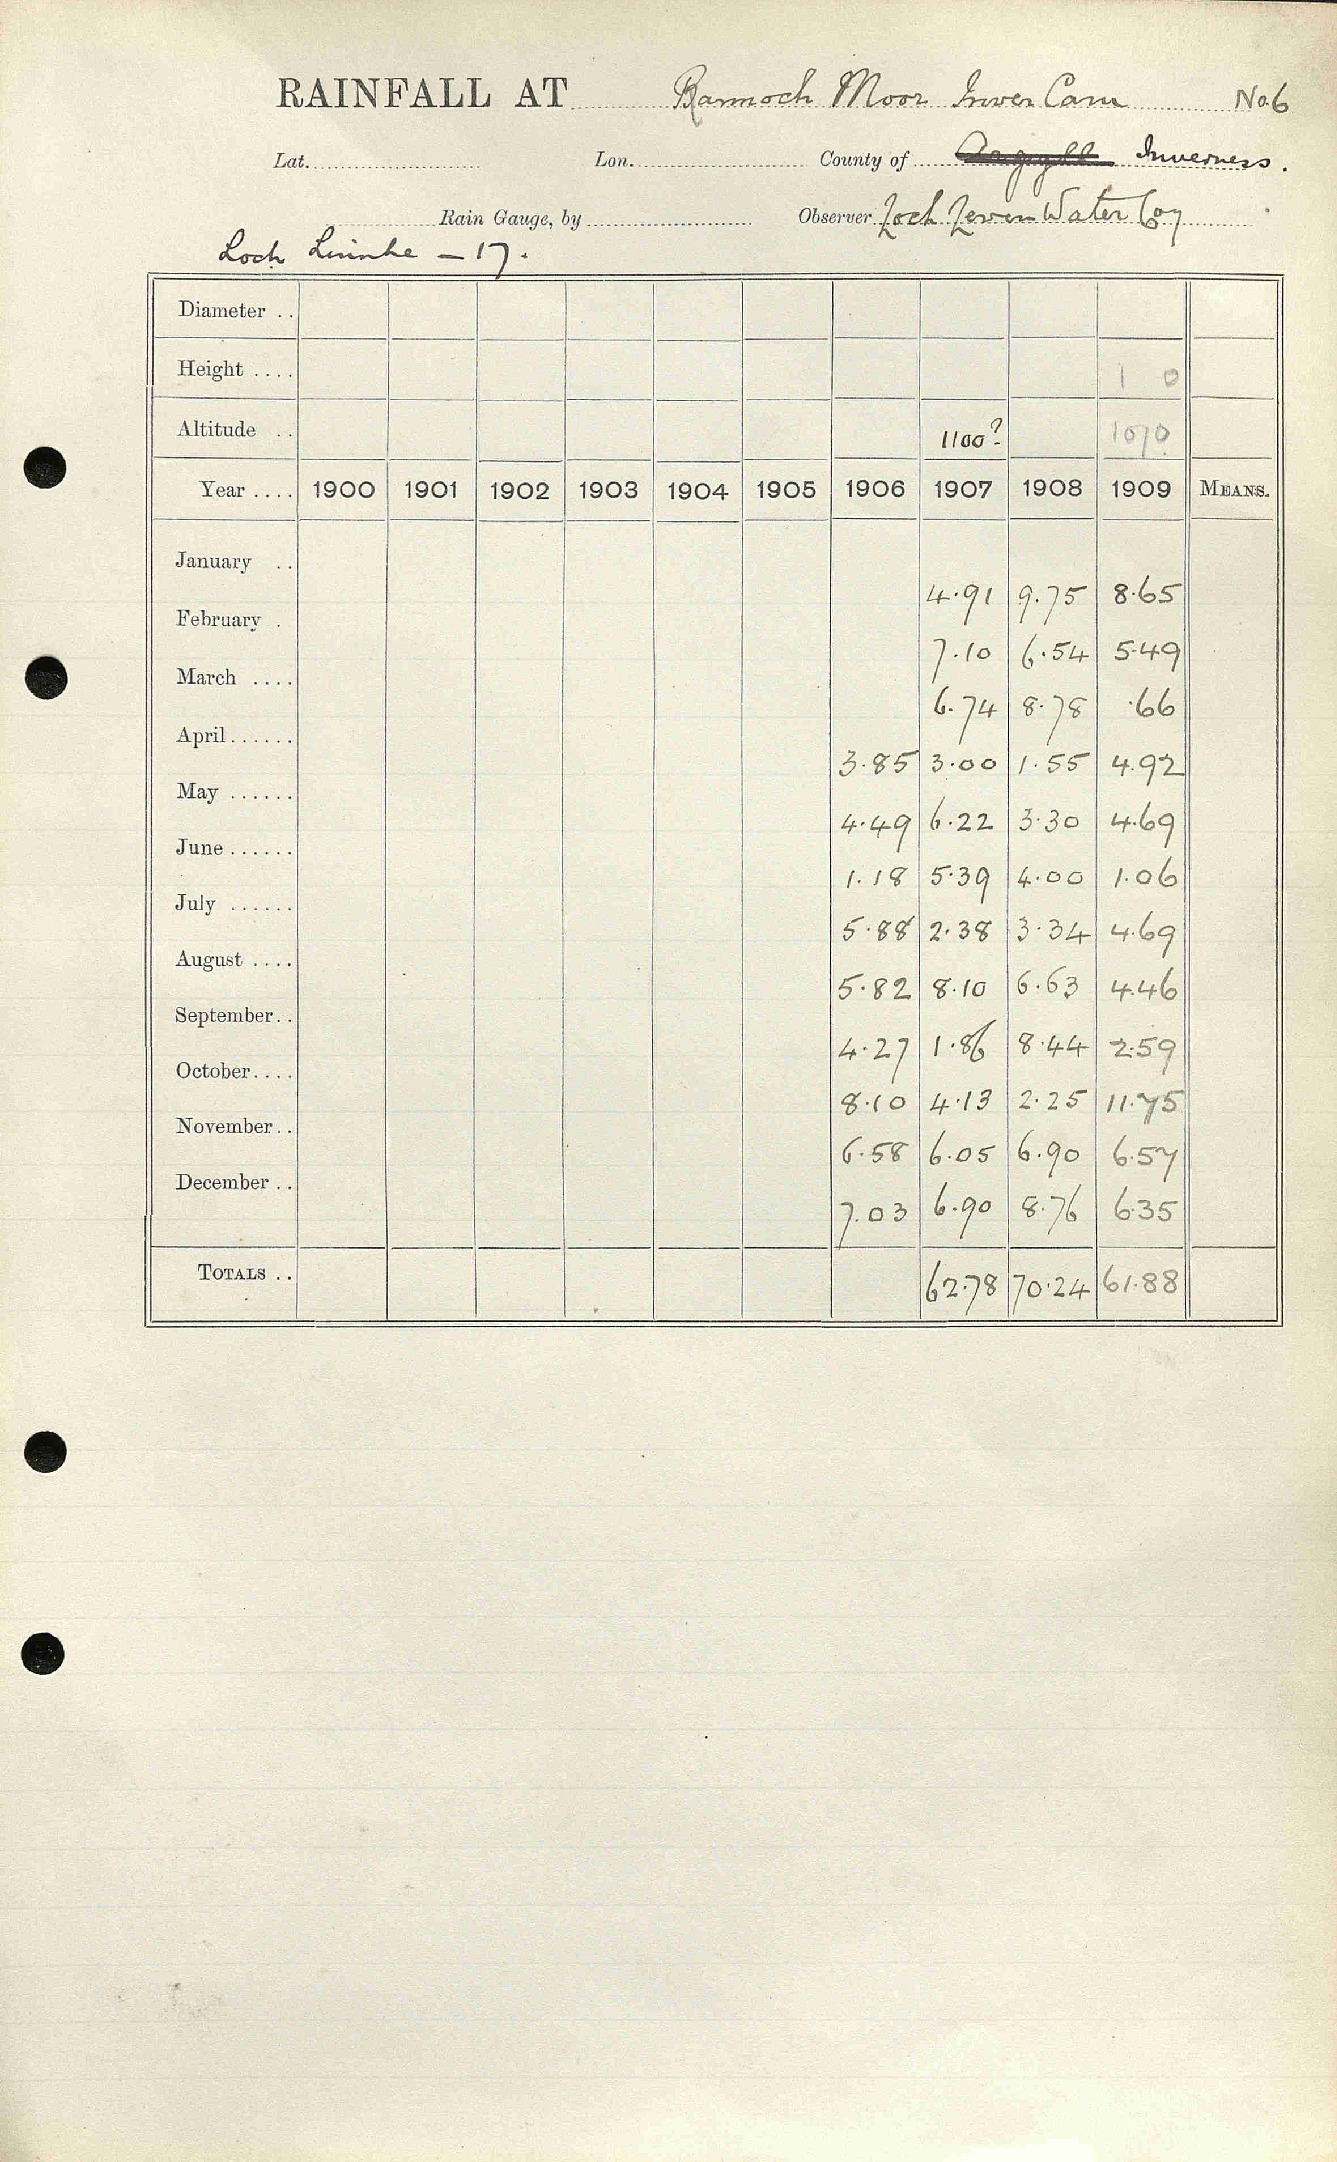 RAINFALL AT Rannoch Moor Inver Cam No. 6
Lat. Lon. County of Argyll Inverness.
Rain Gauge, by Observer Loch Leven Water Coy
Loch Linnhe - 17.
Diameter ..
Height .... 1 0
Altitude .. 1100? 1070
Year .... 1900 1901 1902 1903 1904 1905 1906 1907 1908 1909 MEANS.
January .. 4.91 9.75 8.65
February . 7.10 6.54 5.49
March .... 6.74 8.78 .66
April...... 3.85 3.00 1.55 4.92
May ...... 4.49 6.22 3.30 4.69
June...... 1.18 5.39 4.00 1.06
July ...... 5.88 2.38 3.34 4.69
August .... 5.82 8.10 6.63 4.46
September.. 4.27 1.86 8.44 2.59
October.... 8.10 4.13 2.25 11.75
November.. 6.58 6.05 6.90 6.57
December .. 7.03 6.90 8.76 6.35
TOTALS .. 62.78 70.24 61.88